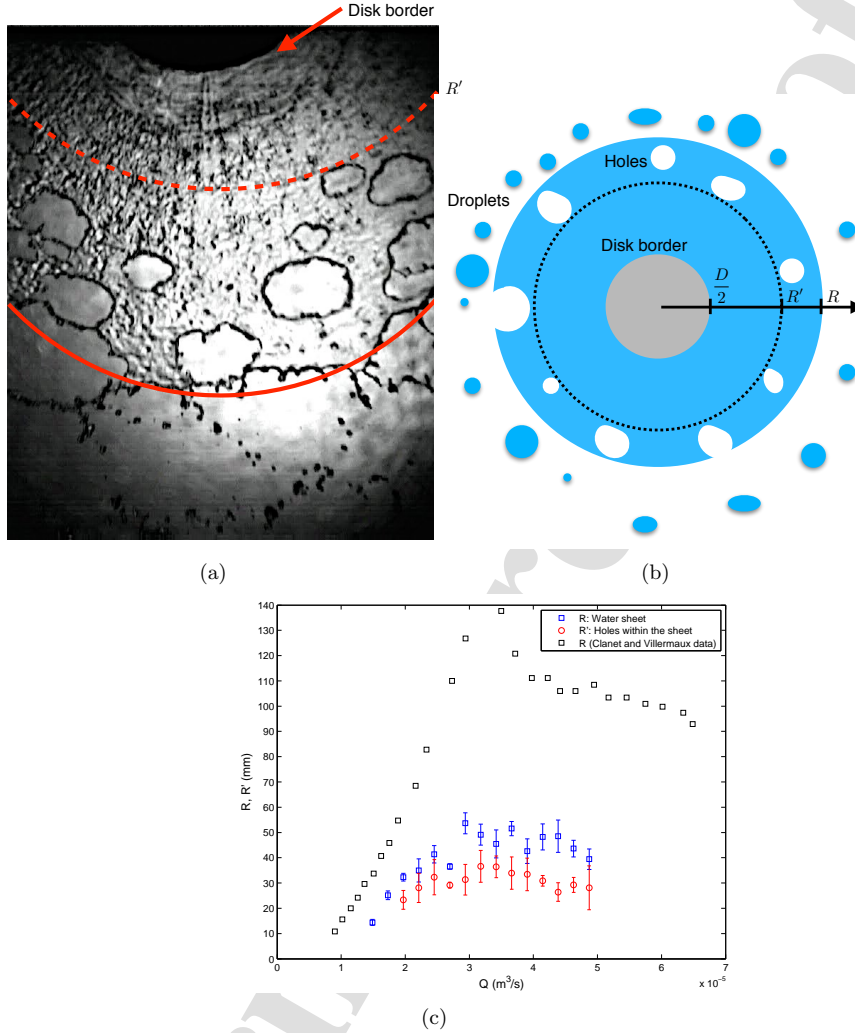 Disk border
R′
(a)
Holes
Droplets
Disk border
D
2
R′
R
(b)
140
130
120
110
100
90
80
70
60
50
40
30
20
10
0
R, R' (mm)
R: Water sheet
R': Holes within the sheet
R (Clanet and Villermaux data)
0
1
2
3
4
5
6
7
Q (m³/s)
x 10⁻⁵
(c)